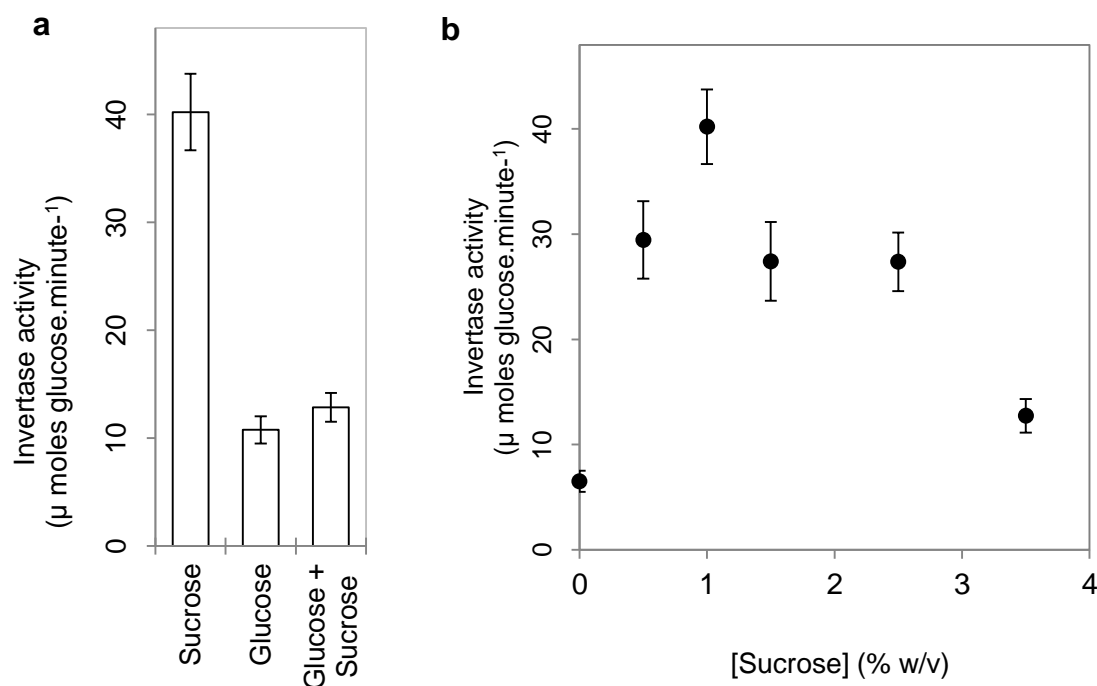 a
Invertase activity
(µ moles glucose.minute-¹)
0
10
20
30
40
Sucrose
Glucose
Glucose +
Sucrose
b
Invertase activity
(µ moles glucose.minute-¹)
0
10
20
30
40
0 1 2 3 4
[Sucrose] (% w/v)